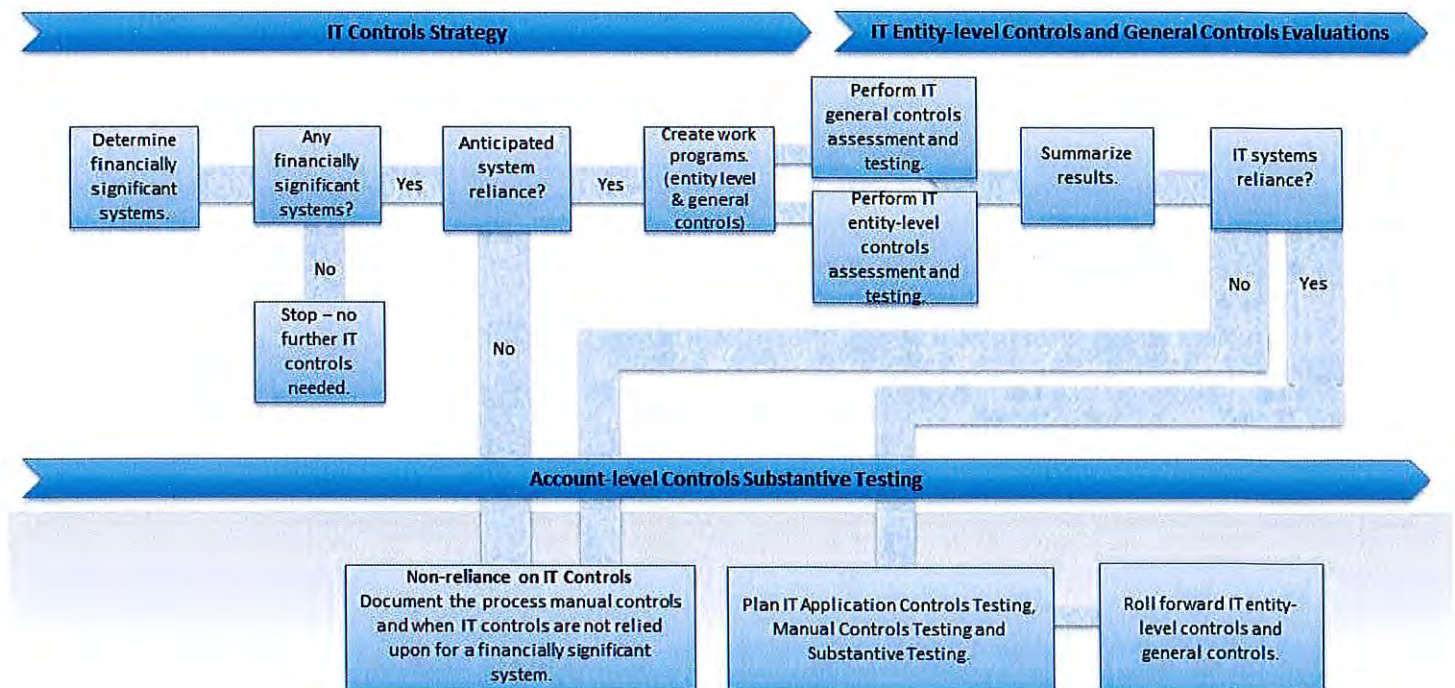 IT Controls Strategy
IT Entity-level Controls and General Controls Evaluations
Determine
financially
significant
systems.
Any
financially
significant
systems?
Yes
No
Stop – no
further IT
controls
needed.
Anticipated
system
reliance?
Yes
No
Create work
programs.
(entity level
& general
controls)
Perform IT
general controls
assessment and
testing.
Perform IT
entity-level
controls
assessment and
testing.
Summarize
results.
IT systems
reliance?
No
Yes
Account-level Controls Substantive Testing
Non-reliance on IT Controls
Document the process manual controls
and when IT controls are not relied
upon for a financially significant
system.
Plan IT Application Controls Testing,
Manual Controls Testing and
Substantive Testing.
Roll forward IT entity-
level controls and
general controls.